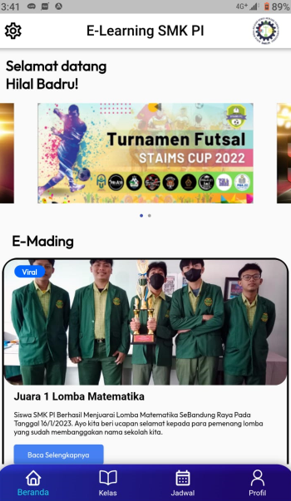 3:41
4G+ 89%
E-Learning SMK PI
Selamat datang
Hilal Badru!
Turnamen Futsal
STAIMS CUP 2022
E-Mading
Viral
Juara 1 Lomba Matematika
Siswa SMK PI Berhasil Menjuarai Lomba Matematika SeBandung Raya Pada
Tanggal 16/1/2023. Ayo kita beri ucapan selamat kepada para pemenang lomba
yang sudah membanggakan nama sekolah kita.
Baca Selengkapnya
Beranda
Kelas
Jadwal
Profil